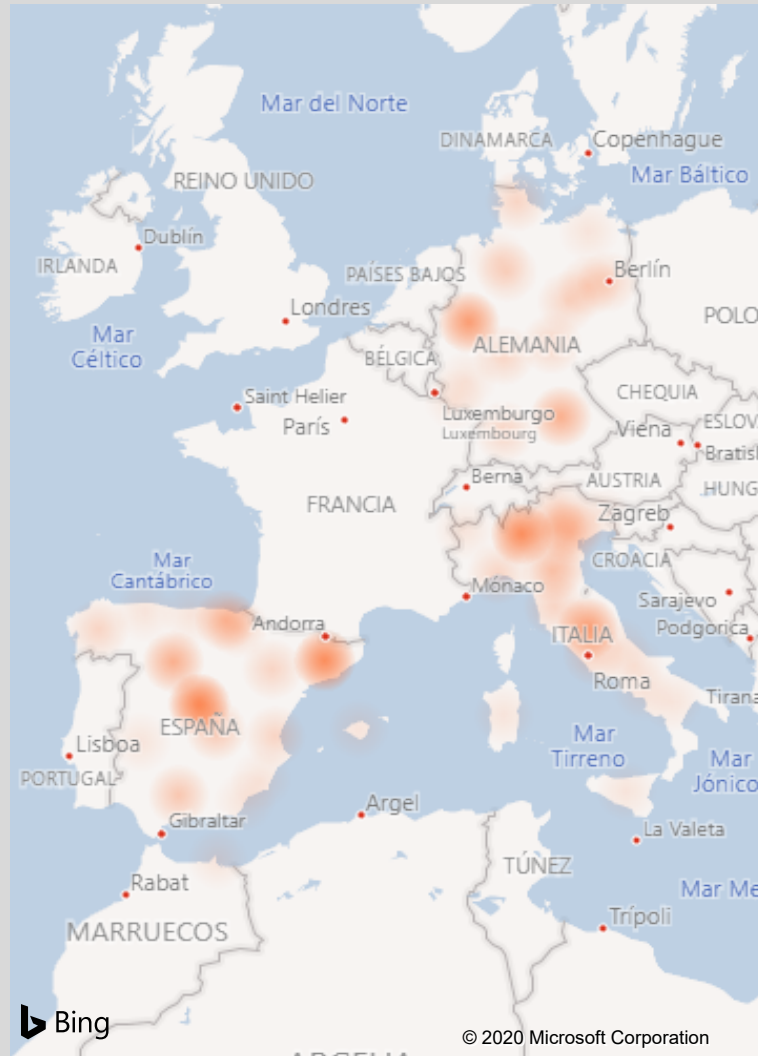 Mar del Norte
DINAMARCA
Copenhague
Mar Báltico
REINO UNIDO
Dublín
IRLANDA
PAÍSES BAJOS
Berlín
Londres
POLO
Mar
Céltico
ALEMANIA
BÉLGICA
CHEQUIA
Saint Helier
París
Luxemburgo
Luxembourg
ESLOV
Viena
Bratisl
Berna
AUSTRIA
HUNG
FRANCIA
Zagreb
CROACIA
Mar
Cantábrico
Mónaco
Sarajevo
Andorra
ITALIA
Podgorica
Roma
Tirana
ESPAÑA
Lisboa
Mar
Tirreno
Mar
Jónico
PORTUGAL
Argel
Gibraltar
La Valeta
TÚNEZ
Rabat
Mar Me
Trípoli
MARRUECOS
Bing
© 2020 Microsoft Corporation